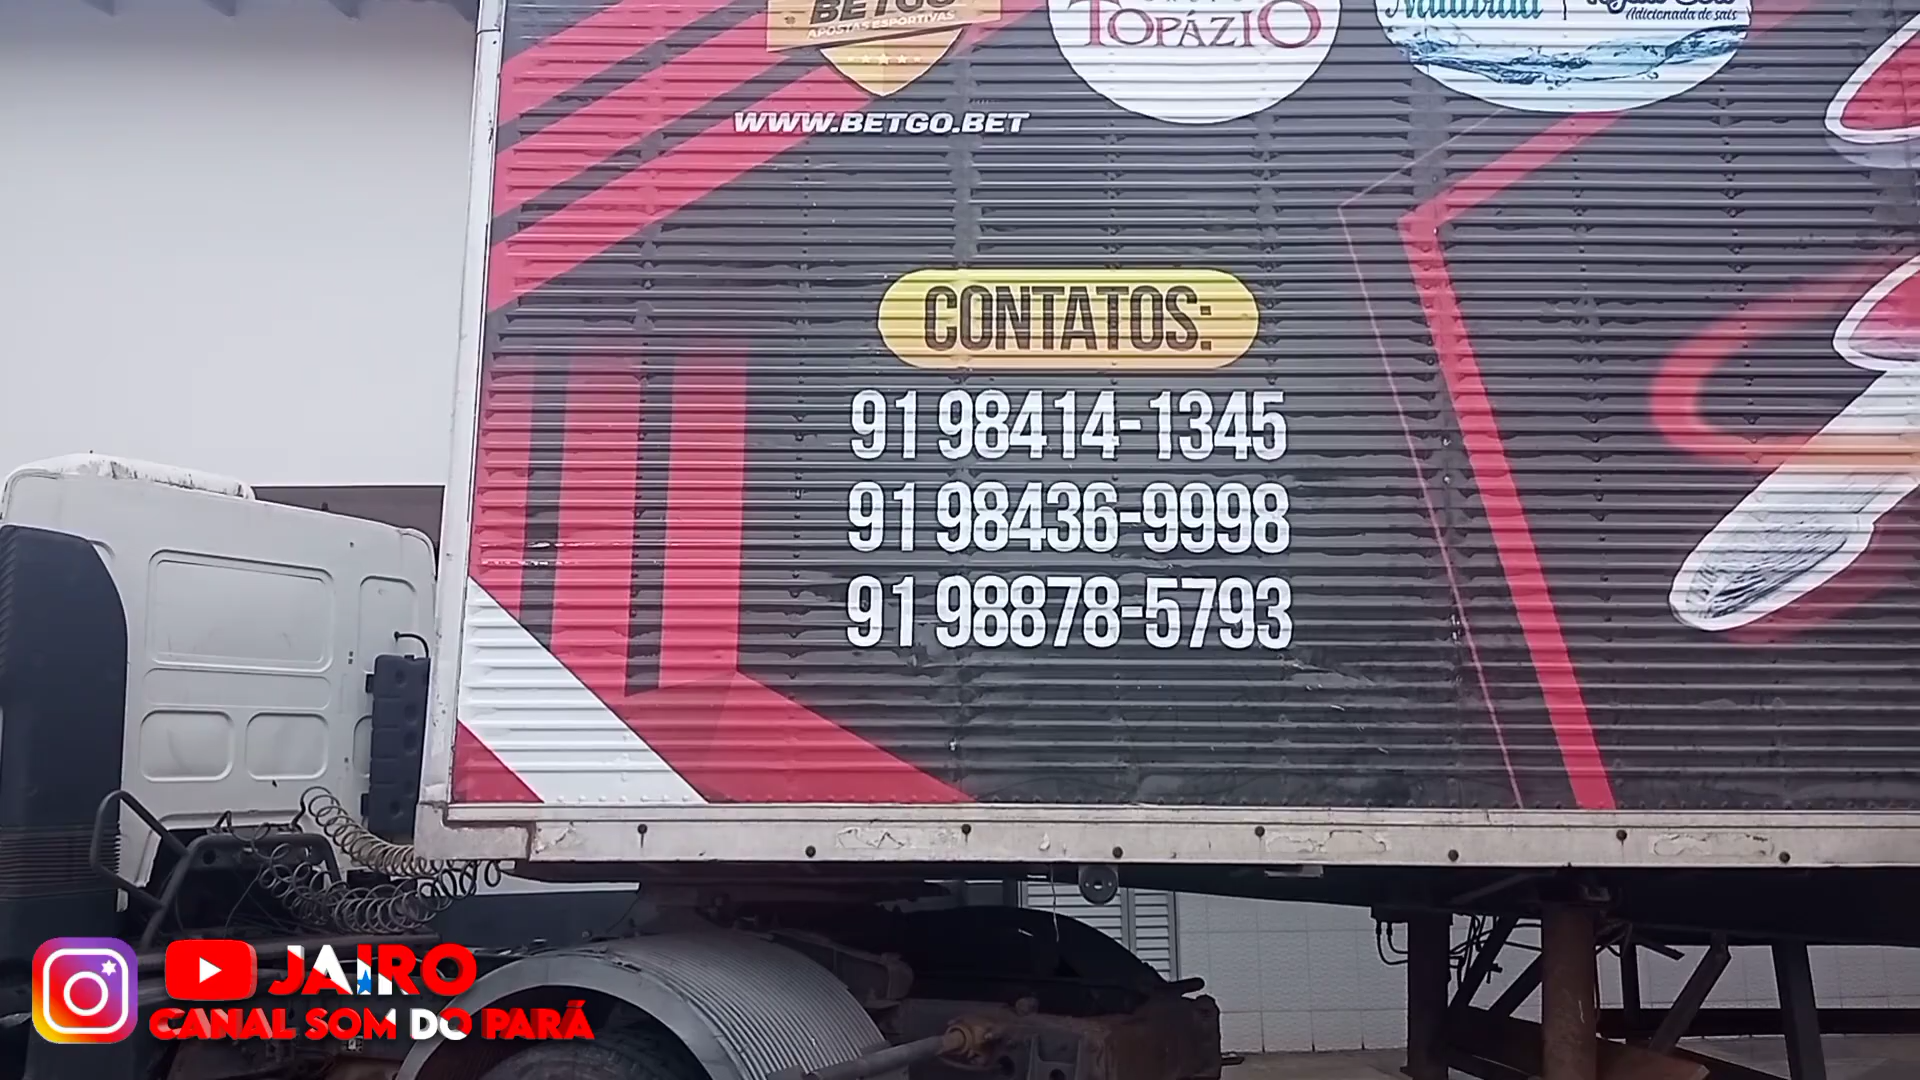 BETGO
APOSTAS ESPORTIVAS
WWW.BETGO.BET
TOPÁZIO
Adicionada de sais
CONTATOS:
91 98414-1345
91 98436-9998
91 98878-5793
JAIRO
CANAL SOM DO PARÁ